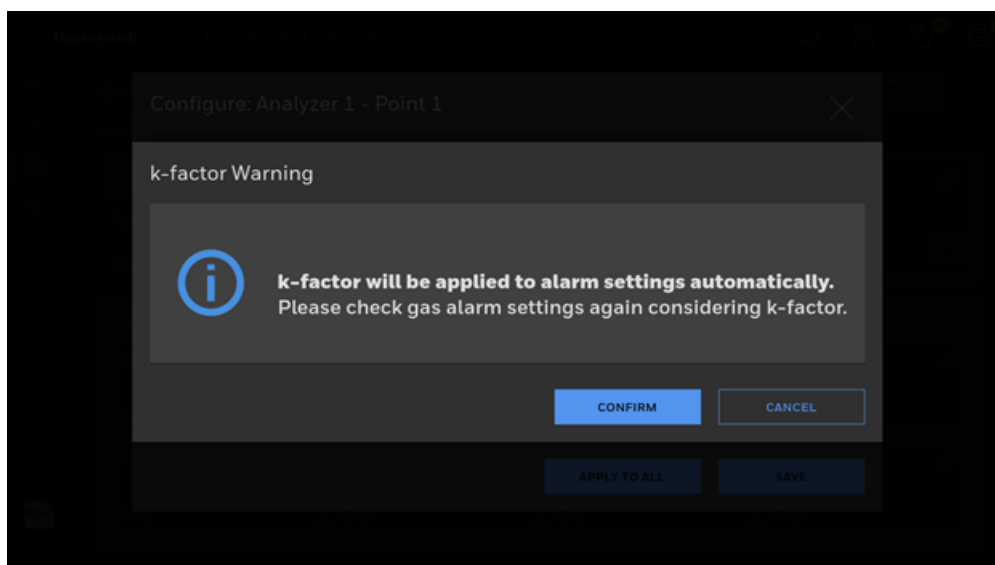 Honeywell
Configure: Analyzer 1 - Point 1
k-factor Warning
k-factor will be applied to alarm settings automatically.
Please check gas alarm settings again considering k-factor.
CONFIRM
CANCEL
APPLY TO ALL
SAVE